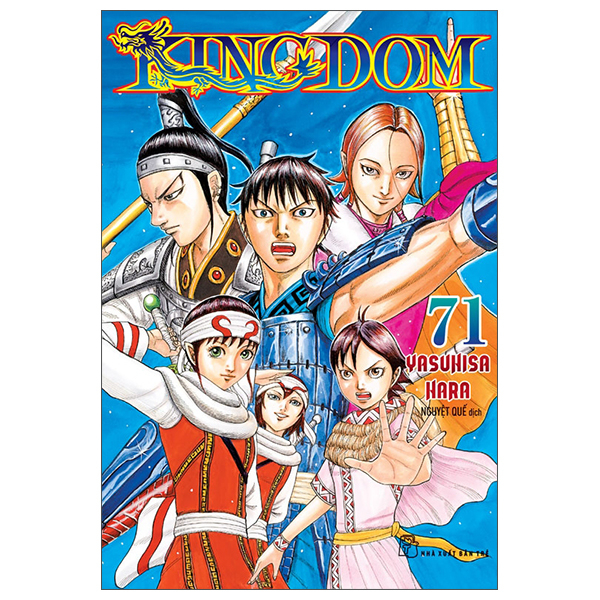 KINGDOM
71
YASUHISA
HARA
NGUYỆT QUẾ dịch
NHÀ XUẤT BẢN TRẺ